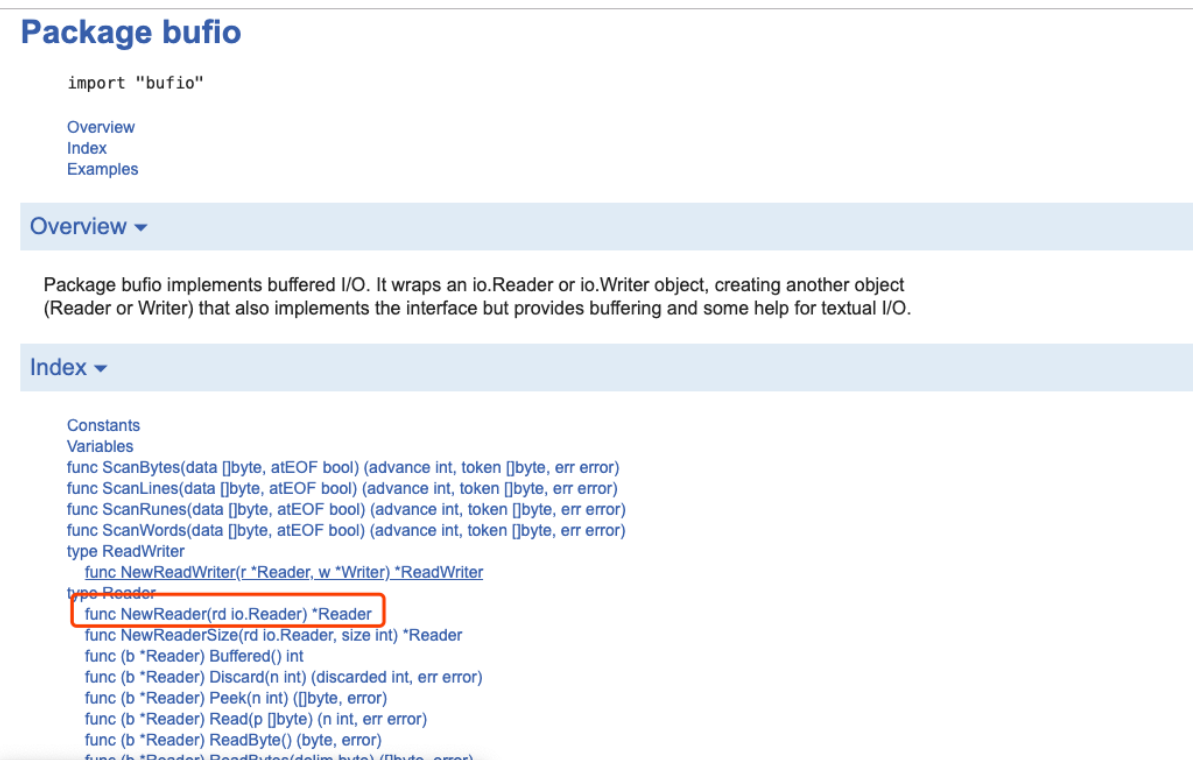 Package bufio
import "bufio"
Overview
Index
Examples
Overview
Package bufio implements buffered I/O. It wraps an io.Reader or io.Writer object, creating another object
(Reader or Writer) that also implements the interface but provides buffering and some help for textual I/O.
Index
Constants
Variables
func ScanBytes(data []byte, atEOF bool) (advance int, token []byte, err error)
func ScanLines(data []byte, atEOF bool) (advance int, token []byte, err error)
func ScanRunes(data []byte, atEOF bool) (advance int, token []byte, err error)
func ScanWords(data []byte, atEOF bool) (advance int, token []byte, err error)
type ReadWriter
func NewReadWriter(r *Reader, w *Writer) *ReadWriter
type Reader
func NewReader(rd io.Reader) *Reader
func NewReaderSize(rd io.Reader, size int) *Reader
func (b *Reader) Buffered() int
func (b *Reader) Discard(n int) (discarded int, err error)
func (b *Reader) Peek(n int) ([]byte, error)
func (b *Reader) Read(p []byte) (n int, err error)
func (b *Reader) ReadByte() (byte, error)
func (b *Reader) ReadBytes(delim byte) ([]byte, error)